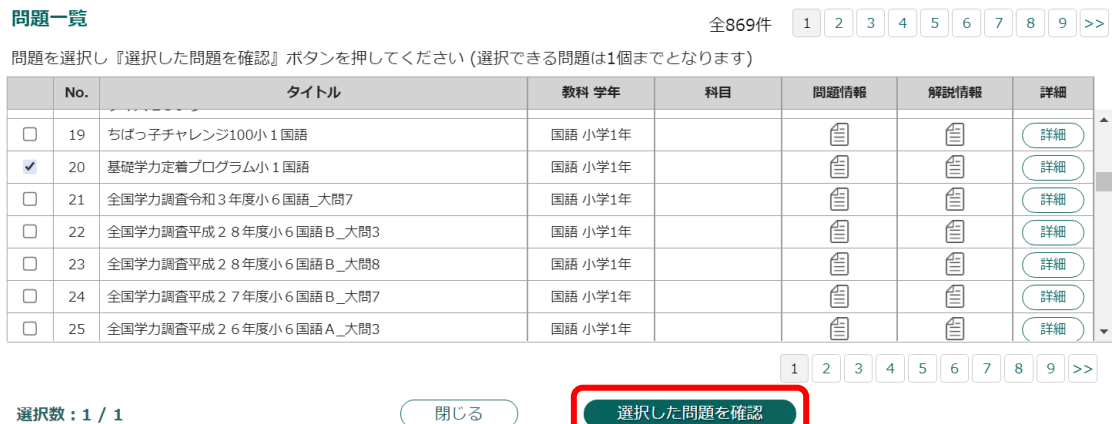 問題一覧
全869件 1 2 3 4 5 6 7 8 9 >>
問題を選択し『選択した問題を確認』ボタンを押してください (選択できる問題は1個までとなります)
No. タイトル 教科 学年 科目 問題情報 解説情報 詳細
19 ちばっ子チャレンジ100小１国語 国語 小学1年 詳細
20 基礎学力定着プログラム小１国語 国語 小学1年 詳細
21 全国学力調査令和３年度小６国語_大問7 国語 小学1年 詳細
22 全国学力調査平成２８年度小６国語Ｂ_大問3 国語 小学1年 詳細
23 全国学力調査平成２８年度小６国語Ｂ_大問8 国語 小学1年 詳細
24 全国学力調査平成２７年度小６国語Ｂ_大問7 国語 小学1年 詳細
25 全国学力調査平成２６年度小６国語Ａ_大問3 国語 小学1年 詳細
1 2 3 4 5 6 7 8 9 >>
選択数：1 / 1 閉じる 選択した問題を確認